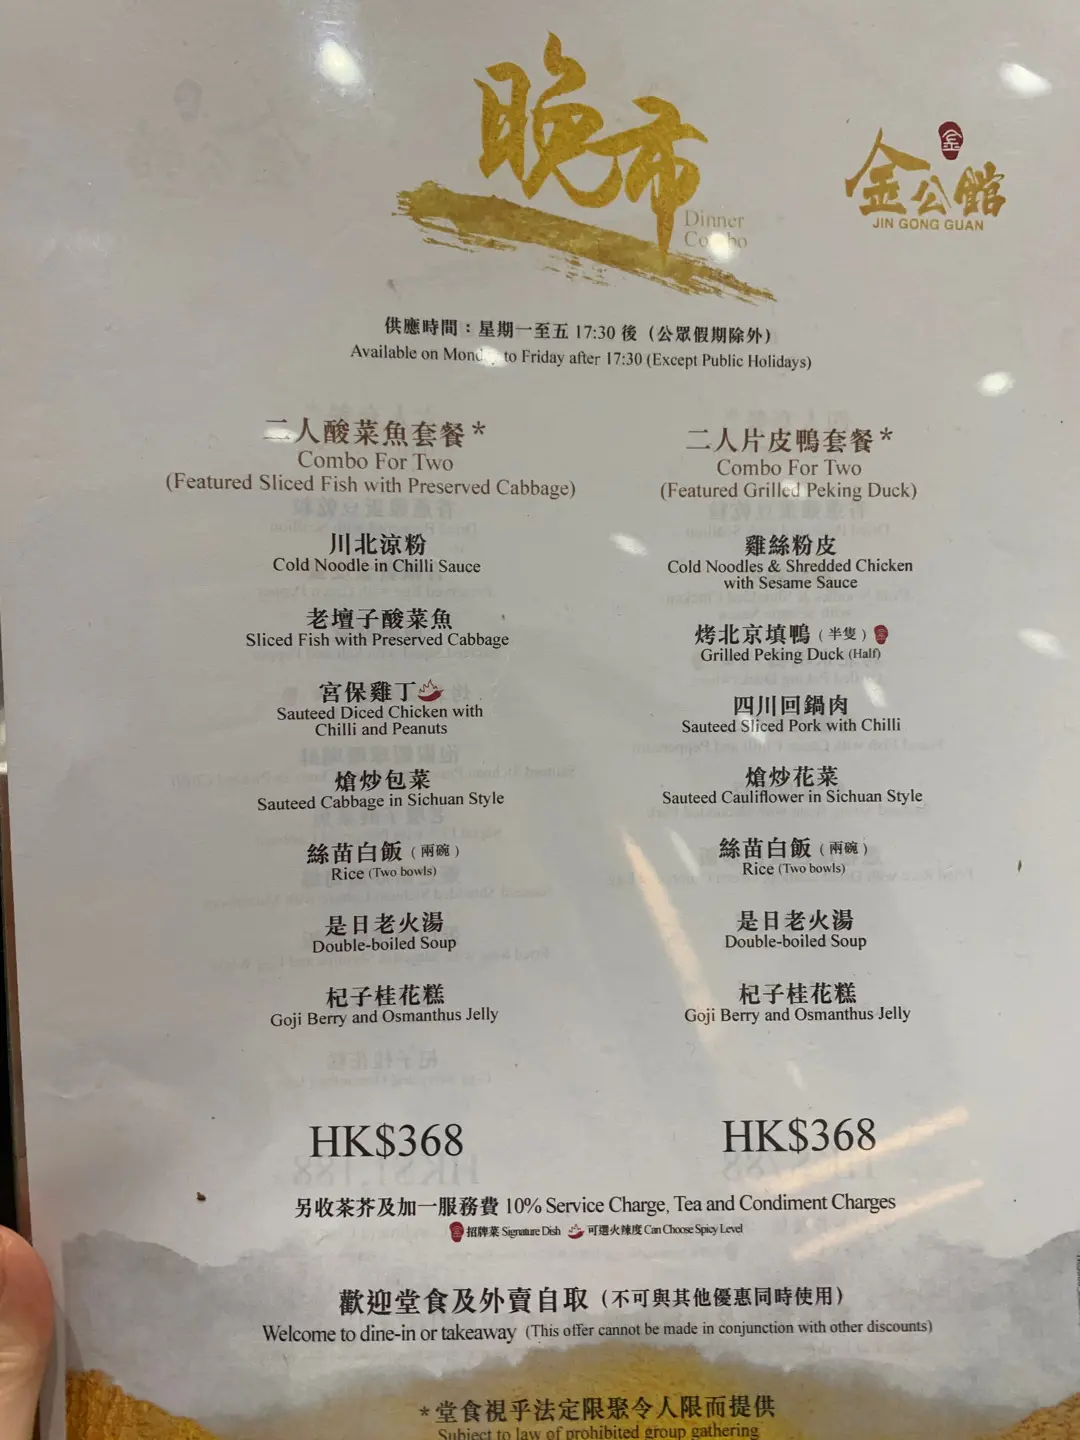 晚市
Dinner
Combo
金
金公館
JIN GONG GUAN
供應時間：星期一至五 17:30 後（公眾假期除外）
Available on Monday to Friday after 17:30 (Except Public Holidays)
二人酸菜魚套餐*
Combo For Two
(Featured Sliced Fish with Preserved Cabbage)
川北涼粉
Cold Noodle in Chilli Sauce
老壇子酸菜魚
Sliced Fish with Preserved Cabbage
宮保雞丁
Sauteed Diced Chicken with
Chilli and Peanuts
熗炒包菜
Sauteed Cabbage in Sichuan Style
絲苗白飯（兩碗）
Rice (Two bowls)
是日老火湯
Double-boiled Soup
杞子桂花糕
Goji Berry and Osmanthus Jelly
HK$368
二人片皮鴨套餐*
Combo For Two
(Featured Grilled Peking Duck)
雞絲粉皮
Cold Noodles & Shredded Chicken
with Sesame Sauce
烤北京填鴨（半隻）
Grilled Peking Duck (Half)
四川回鍋肉
Sauteed Sliced Pork with Chilli
熗炒花菜
Sauteed Cauliflower in Sichuan Style
絲苗白飯（兩碗）
Rice (Two bowls)
是日老火湯
Double-boiled Soup
杞子桂花糕
Goji Berry and Osmanthus Jelly
HK$368
另收茶芥及加一服務費 10% Service Charge, Tea and Condiment Charges
招牌菜 Signature Dish 可選火辣度 Can Choose Spicy Level
歡迎堂食及外賣自取（不可與其他優惠同時使用）
Welcome to dine-in or takeaway (This offer cannot be made in conjunction with other discounts)
*堂食視乎法定限聚令人限而提供
Subject to law of prohibited group gathering